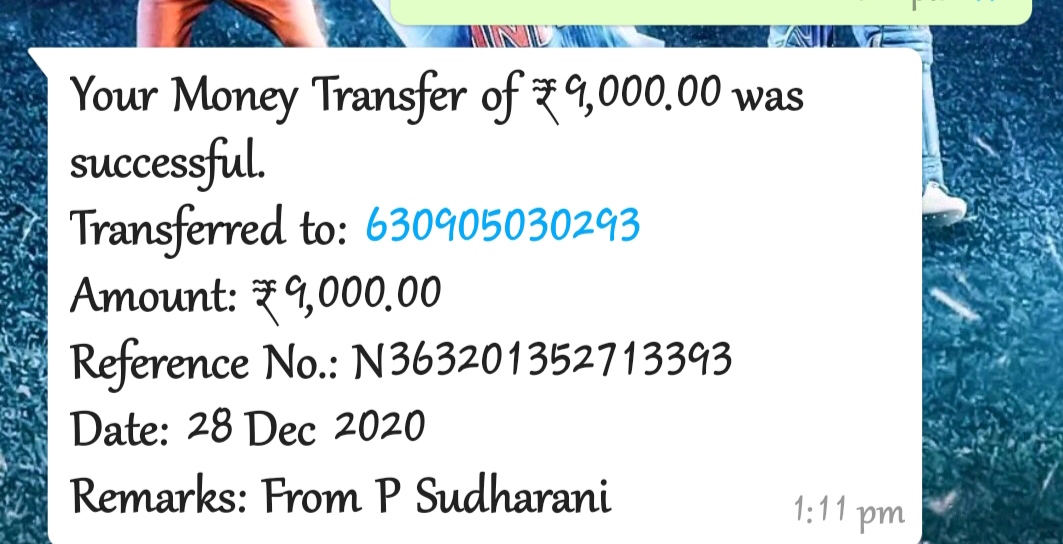 Your Money Transfer of ₹9,000.00 was
successful.
Transferred to: 630905030293
Amount: ₹9,000.00
Reference No.: N363201352713393
Date: 28 Dec 2020
Remarks: From P Sudharani
1:11 pm